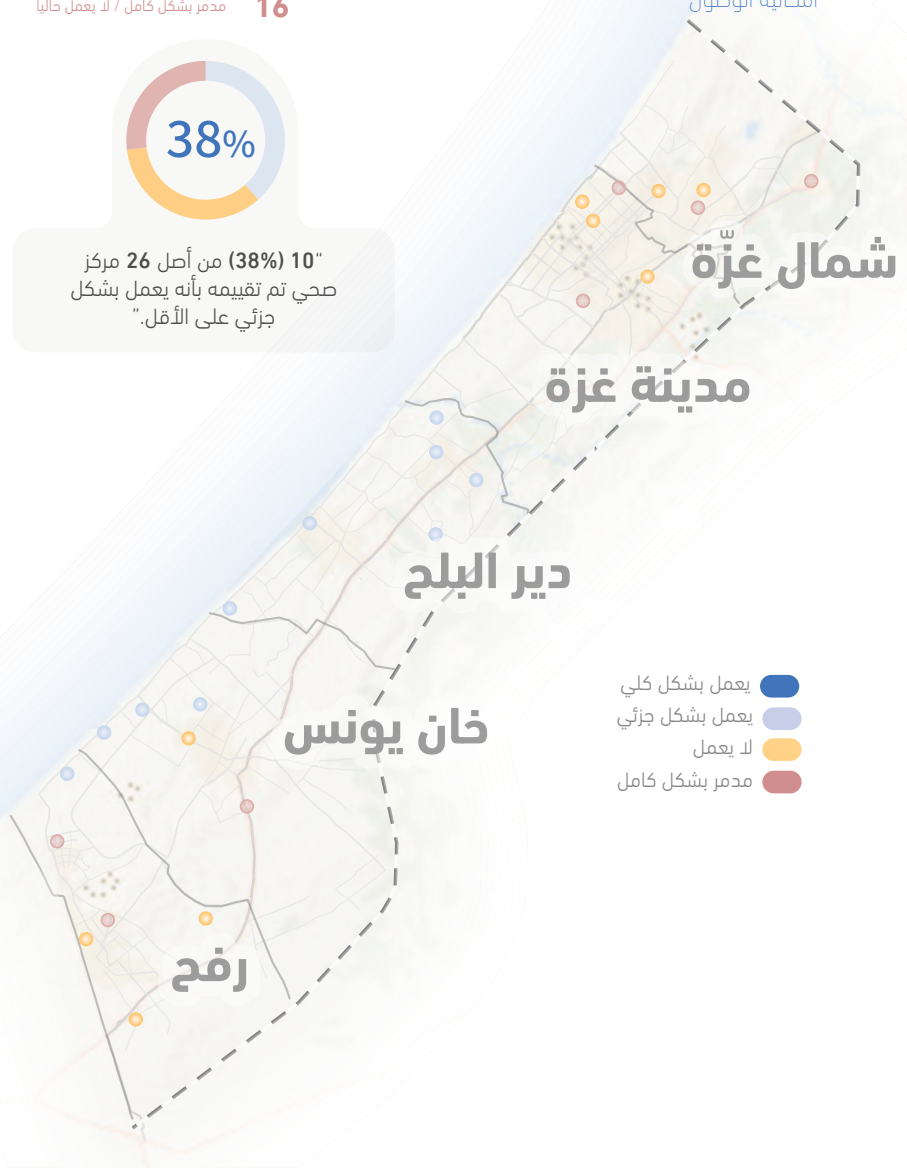 امكانية الوصول
16 مدمر بشكل كامل / لا يعمل حالياً
38%
"10 (38%) من أصل 26 مركز
صحي تم تقييمه بأنه يعمل بشكل
جزئي على الأقل."
شمال غزّة
مدينة غزة
دير البلح
خان يونس
رفح
يعمل بشكل كلي
يعمل بشكل جزئي
لا يعمل
مدمر بشكل كامل